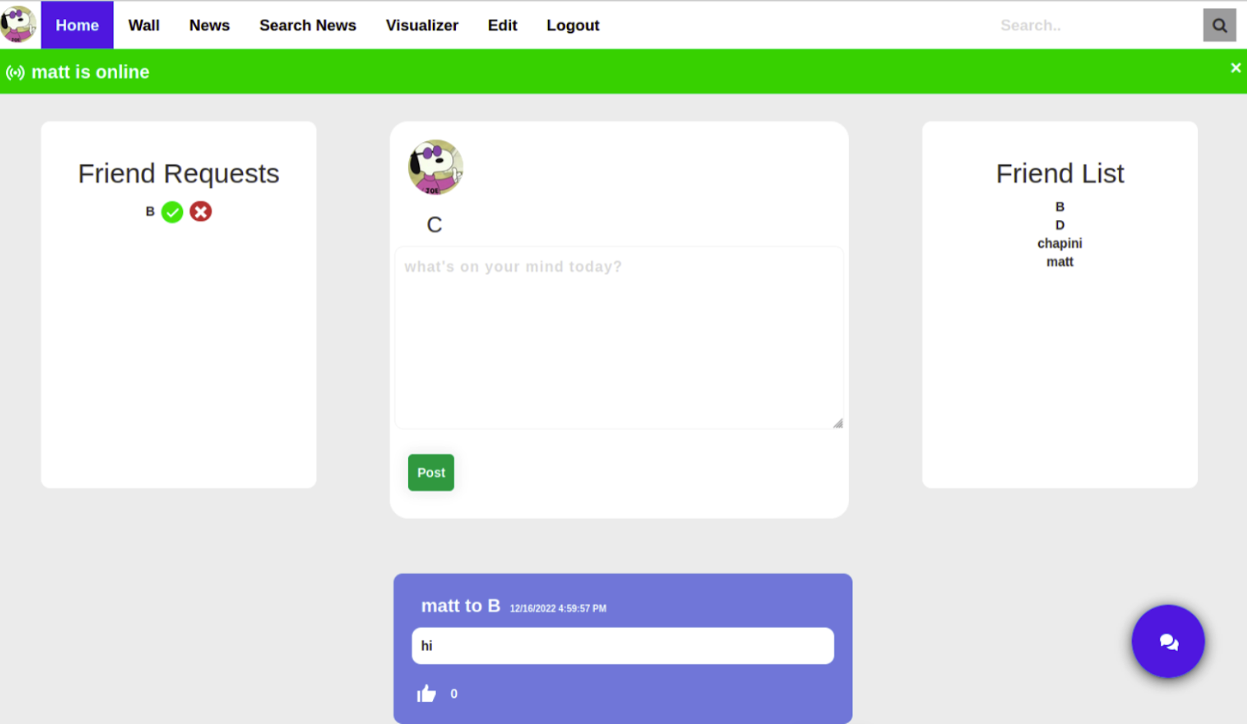 Home Wall News Search News Visualizer Edit Logout Search..
matt is online ×
Friend Requests
B
JOE
C
what's on your mind today?
Post
Friend List
B
D
chapini
matt
matt to B 12/16/2022 4:59:57 PM
hi
0